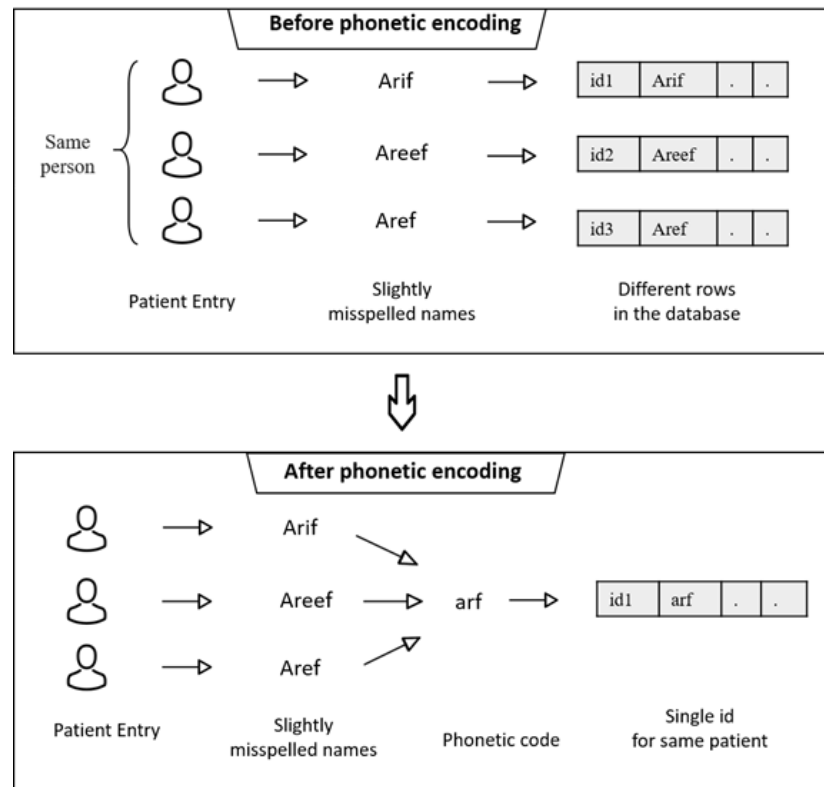 Before phonetic encoding
Arif
id1 Arif . .
Same
person
Areef
id2 Areef . .
Aref
id3 Aref . .
Patient Entry
Slightly
misspelled names
Different rows
in the database
After phonetic encoding
Arif
Areef
arf
id1 arf . .
Aref
Patient Entry
Slightly
misspelled names
Phonetic code
Single id
for same patient